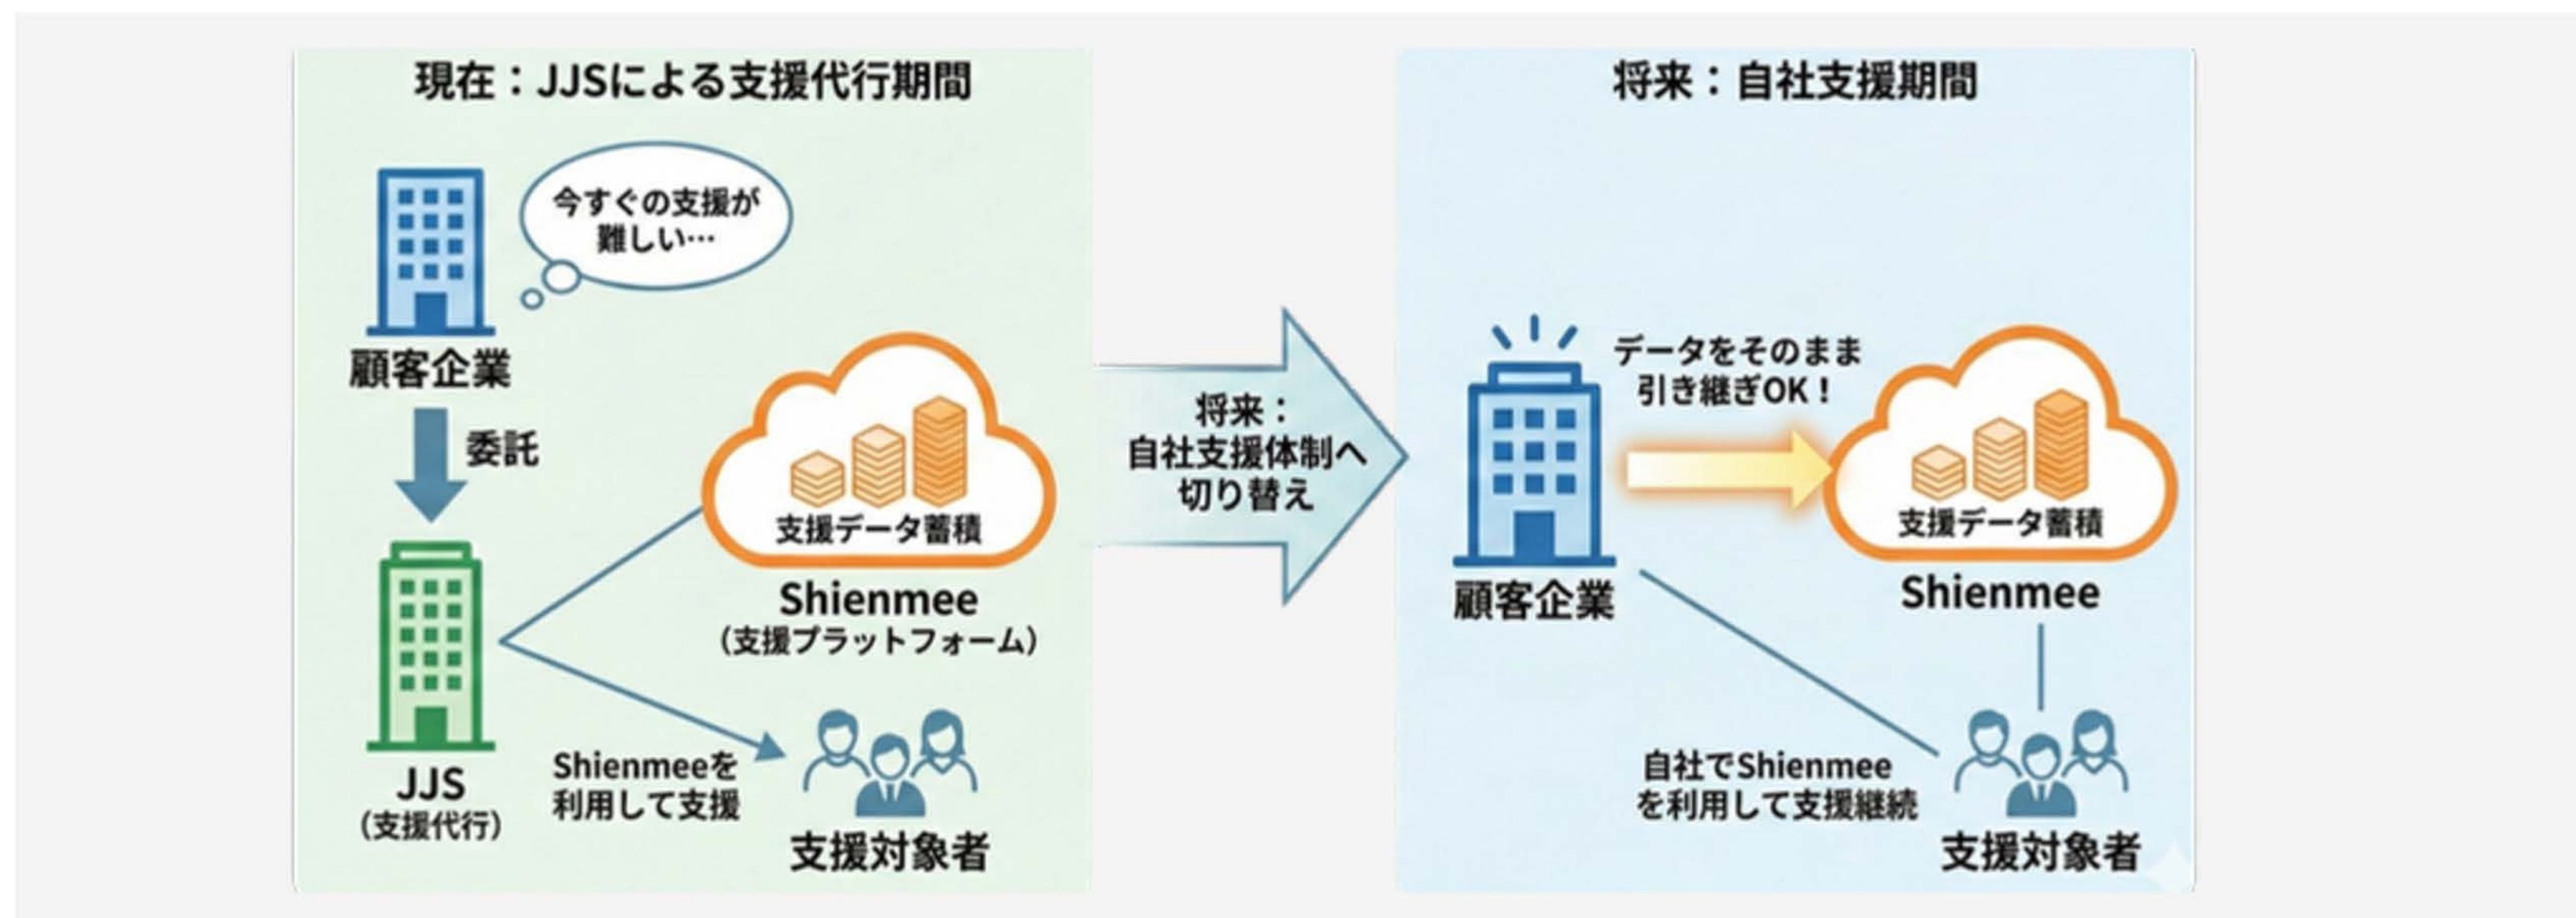 現在：JJSによる支援代行期間
今すぐの支援が
難しい…
顧客企業
委託
JJS
（支援代行）
支援データ蓄積
Shienmee
（支援プラットフォーム）
Shienmeeを
利用して支援
支援対象者
将来：
自社支援体制へ
切り替え
将来：自社支援期間
データをそのまま
引き継ぎOK！
顧客企業
支援データ蓄積
Shienmee
自社でShienmee
を利用して支援継続
支援対象者